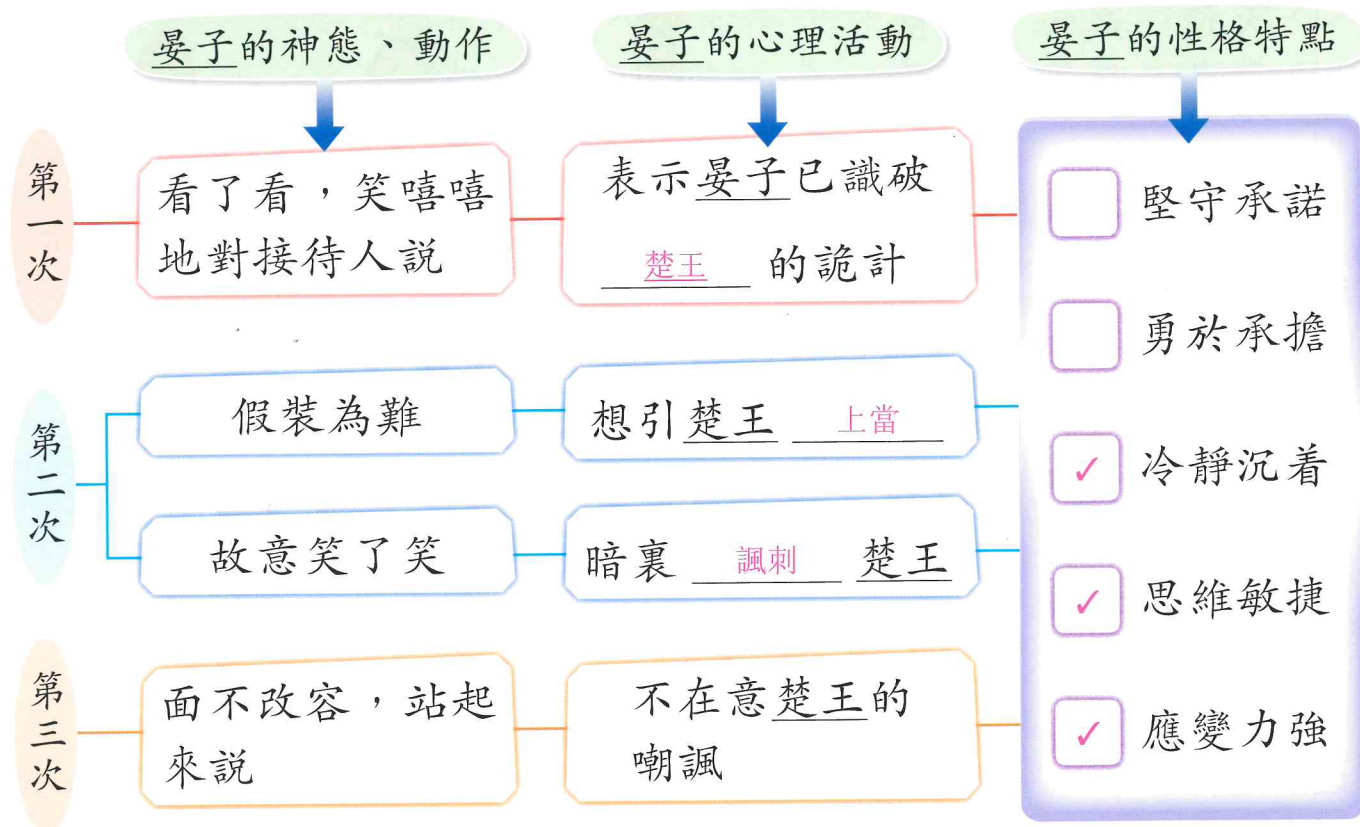 晏子的神態、動作
晏子的心理活動
晏子的性格特點
第一次
看了看，笑嘻嘻
地對接待人說
表示晏子已識破
楚王 的詭計
第二次
假裝為難
想引楚王 上當
故意笑了笑
暗裏 諷刺 楚王
第三次
面不改容，站起
來說
不在意楚王的
嘲諷
堅守承諾
勇於承擔
✓ 冷靜沉着
✓ 思維敏捷
✓ 應變力強